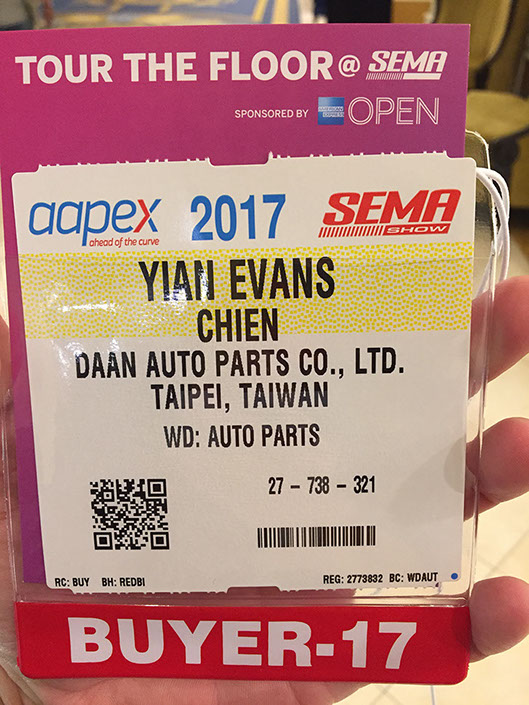 TOUR THE FLOOR @ SEMA
SPONSORED BY AMERICAN EXPRESS OPEN
aapex 2017 SEMA SHOW
ahead of the curve
YIAN EVANS
CHIEN
DAAN AUTO PARTS CO., LTD.
TAIPEI, TAIWAN
WD: AUTO PARTS
27 - 738 - 321
RC: BUY BH: REDBI REG: 2773832 BC: WDAUT
BUYER-17